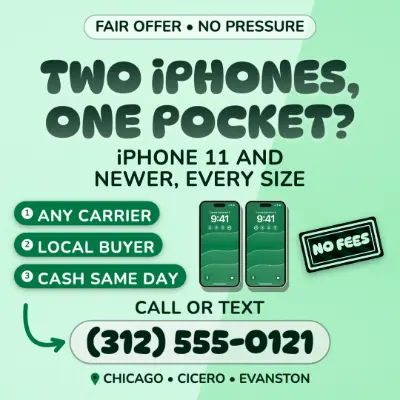 FAIR OFFER • NO PRESSURE
TWO iPHONES,
ONE POCKET?
iPHONE 11 AND
NEWER, EVERY SIZE
1 ANY CARRIER
2 LOCAL BUYER
3 CASH SAME DAY
9:41
9:41
NO FEES
CALL OR TEXT
(312) 555-0121
CHICAGO • CICERO • EVANSTON